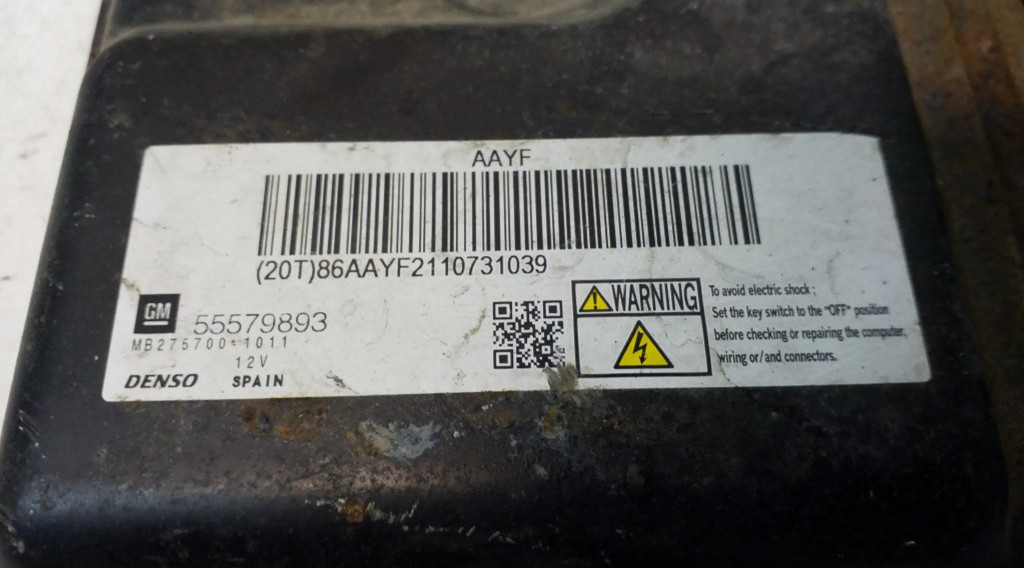 AAYF
(20T)86AAYF2110731039
GM
55579893
MB275700-1011
12V
DENSO SPAIN
WARNING
To avoid electric shock ;
Set the key switch to the "OFF" position
before checking or repairing the computer,
wiring or/and connectors.